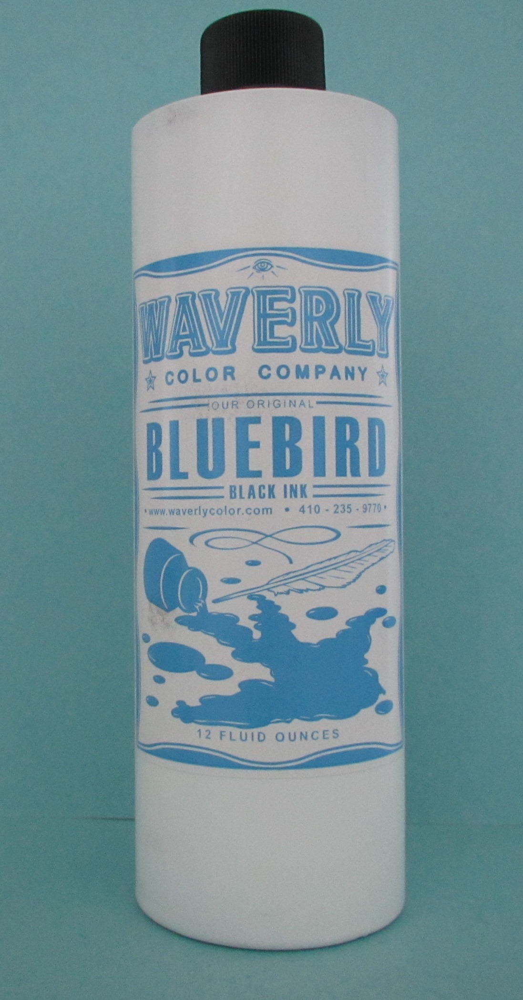 WAVERLY
COLOR COMPANY
OUR ORIGINAL
BLUEBIRD
BLACK INK
• www.waverlycolor.com • 410 - 235 - 9770 •
12 FLUID OUNCES